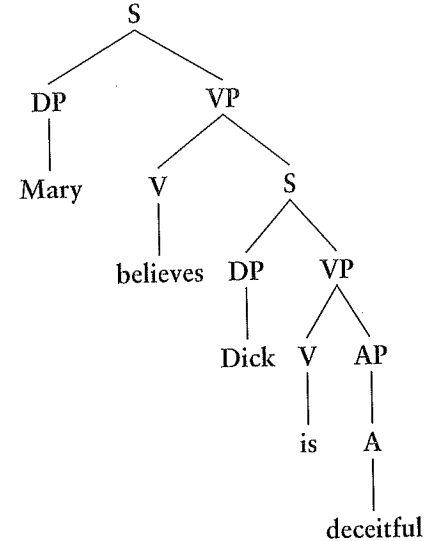 S
DP VP
Mary V S
believes DP VP
Dick V AP
is A
deceitful